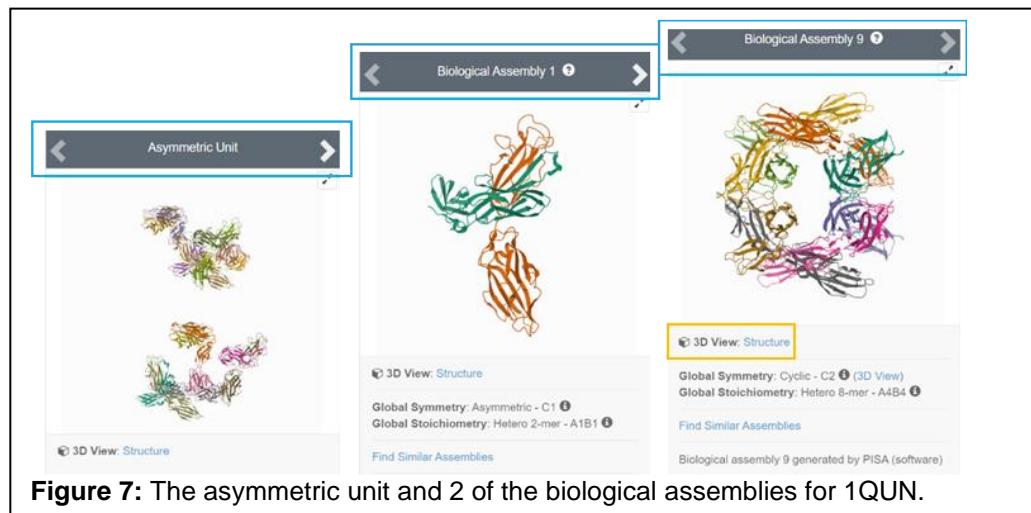 Asymmetric Unit
3D View: Structure
Biological Assembly 1
3D View: Structure
Global Symmetry: Asymmetric - C1
Global Stoichiometry: Hetero 2-mer - A1B1
Find Similar Assemblies
Biological Assembly 9
3D View: Structure
Global Symmetry: Cyclic - C2 (3D View)
Global Stoichiometry: Hetero 8-mer - A4B4
Find Similar Assemblies
Biological assembly 9 generated by PISA (software)
Figure 7: The asymmetric unit and 2 of the biological assemblies for 1QUN.